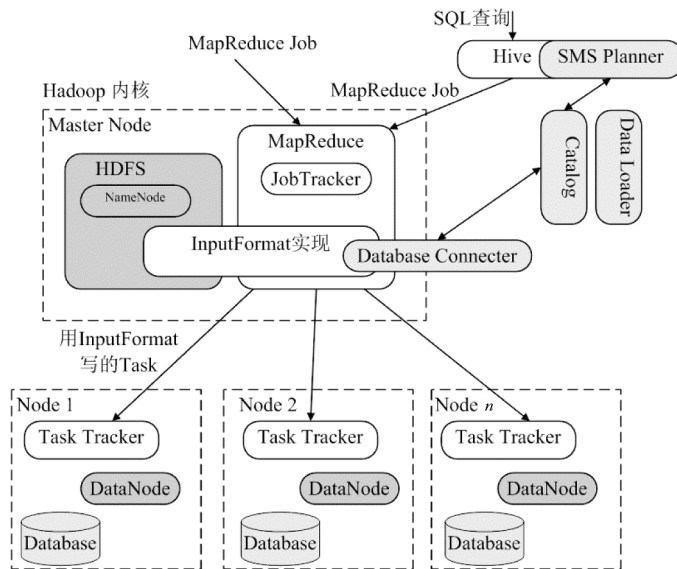 SQL查询
MapReduce Job
Hive
SMS Planner
Hadoop 内核
MapReduce Job
Master Node
MapReduce
HDFS
JobTracker
NameNode
Catalog
Data Loader
InputFormat实现
Database Connecter
用InputFormat
写的Task
Node 1
Node 2
Node n
Task Tracker
Task Tracker
Task Tracker
DataNode
DataNode
DataNode
Database
Database
Database